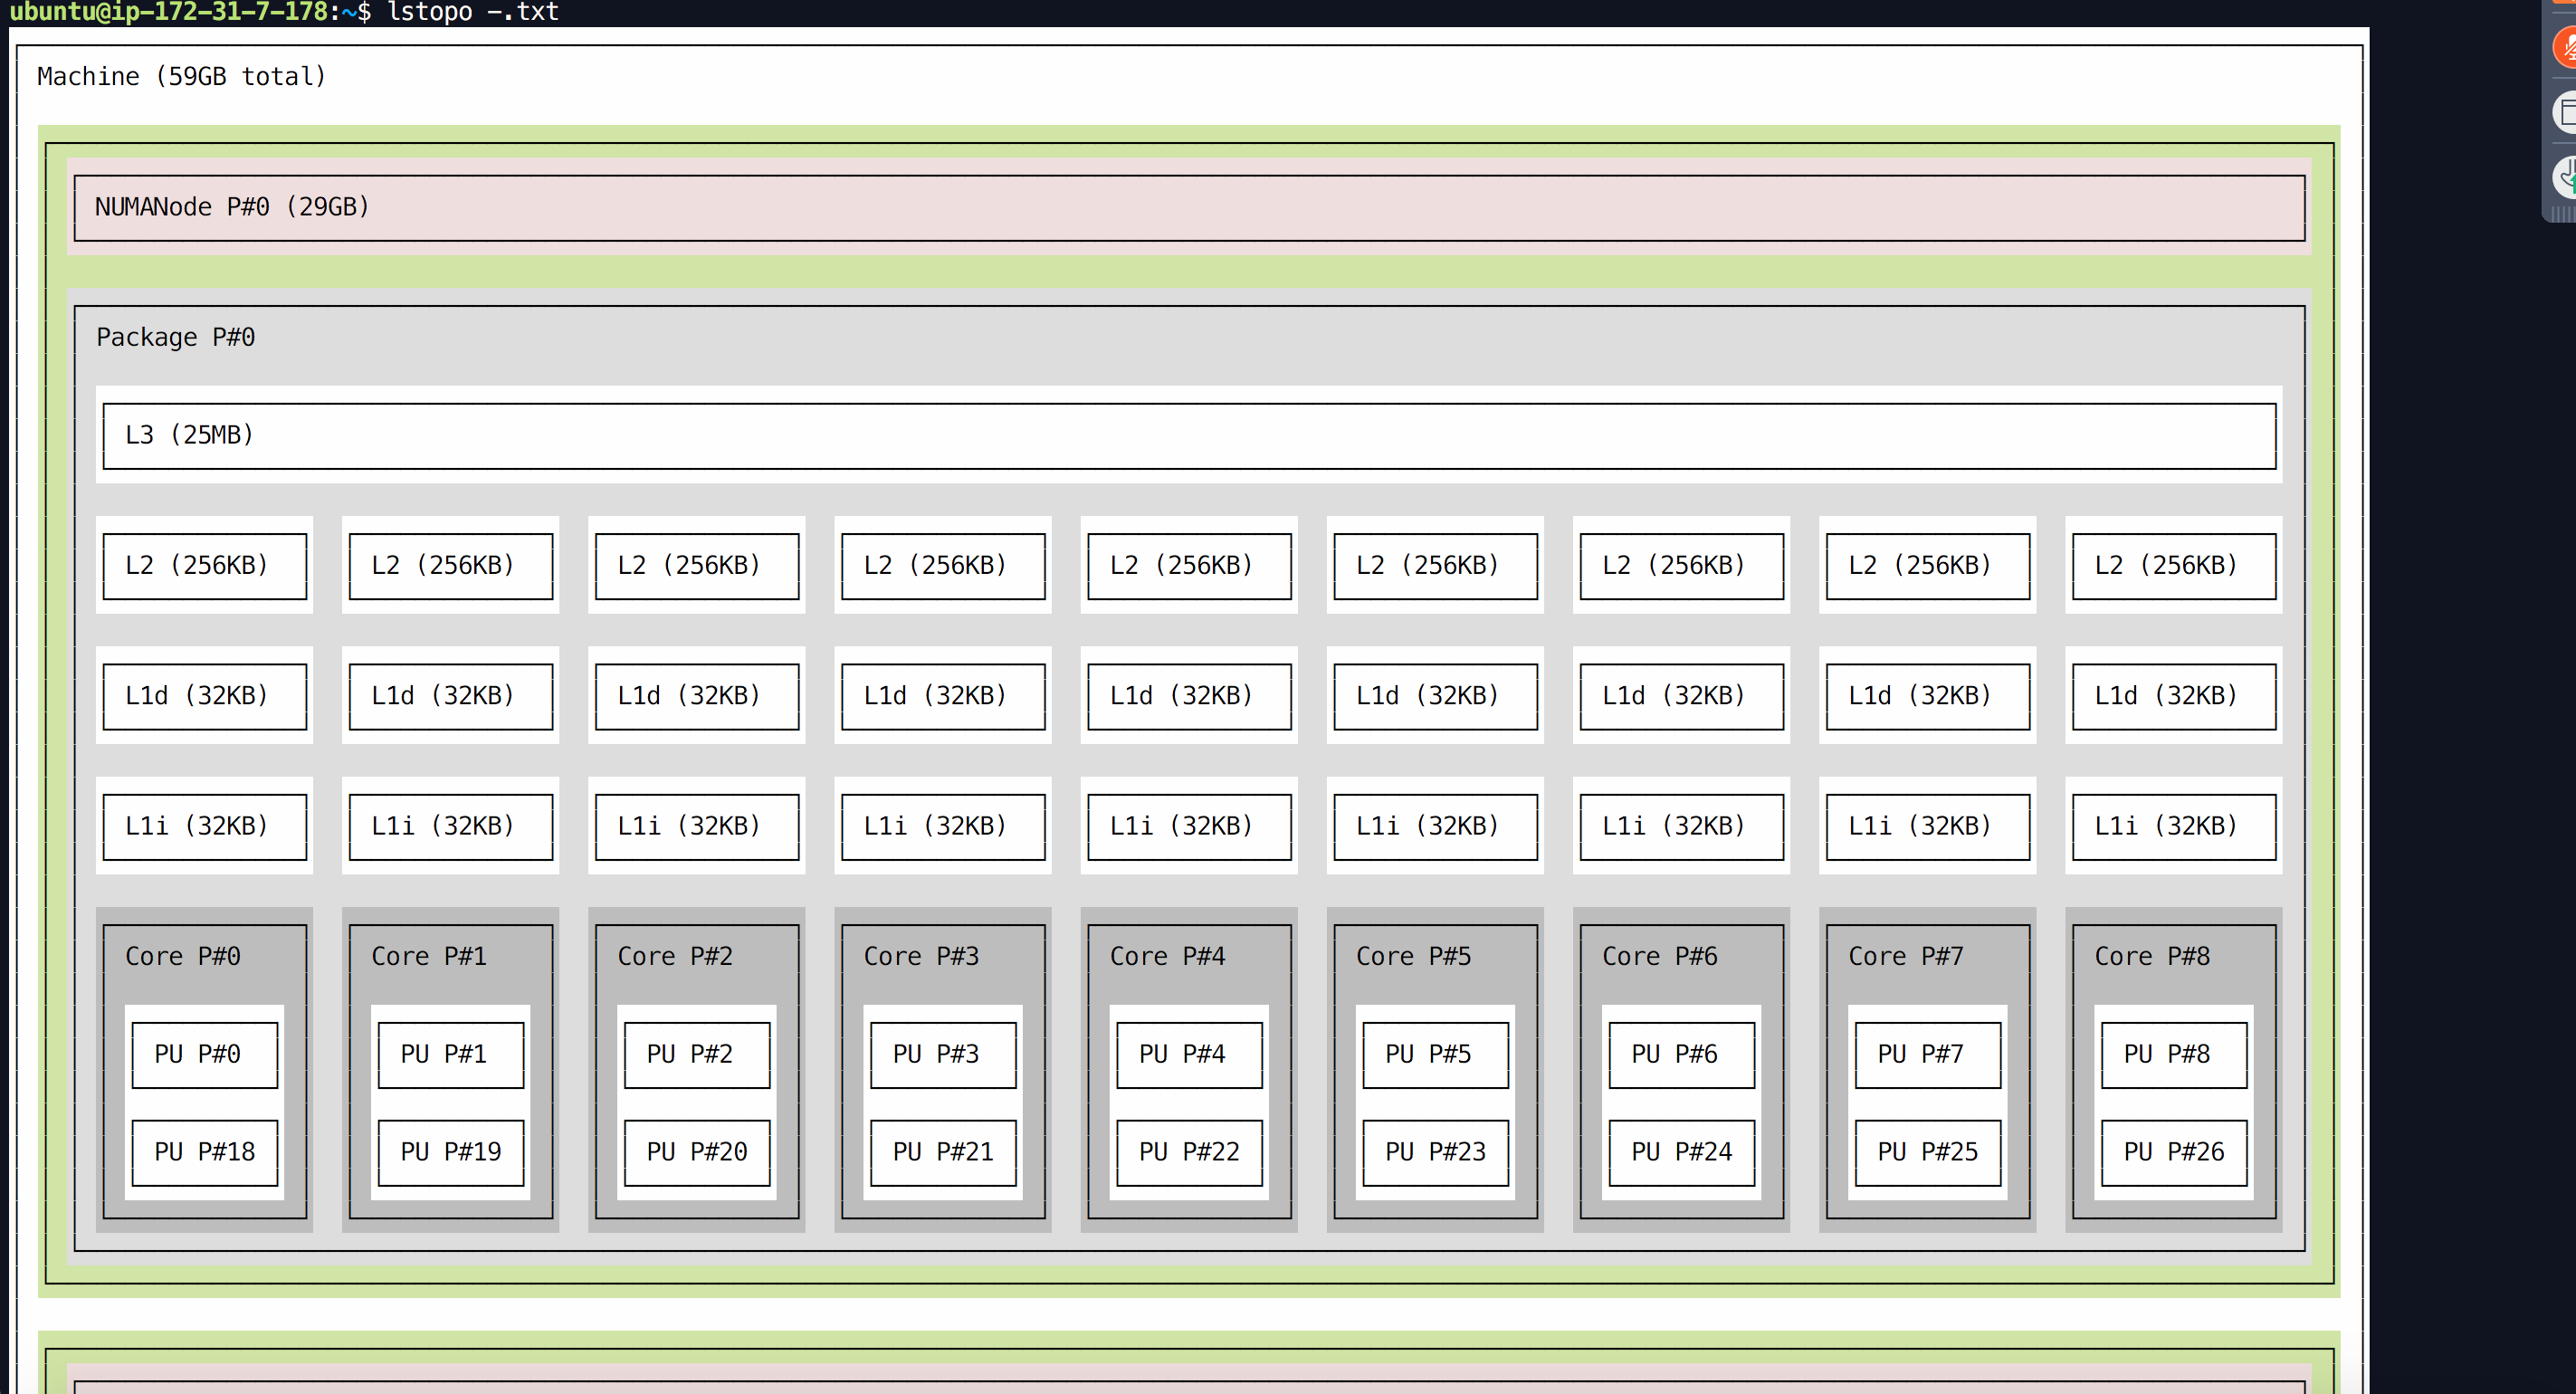 ubuntu@ip-172-31-7-178:~$ lstopo -.txt
Machine (59GB total)
NUMANode P#0 (29GB)
Package P#0
L3 (25MB)
L2 (256KB) L2 (256KB) L2 (256KB) L2 (256KB) L2 (256KB) L2 (256KB) L2 (256KB) L2 (256KB) L2 (256KB)
L1d (32KB) L1d (32KB) L1d (32KB) L1d (32KB) L1d (32KB) L1d (32KB) L1d (32KB) L1d (32KB) L1d (32KB)
L1i (32KB) L1i (32KB) L1i (32KB) L1i (32KB) L1i (32KB) L1i (32KB) L1i (32KB) L1i (32KB) L1i (32KB)
Core P#0 Core P#1 Core P#2 Core P#3 Core P#4 Core P#5 Core P#6 Core P#7 Core P#8
PU P#0 PU P#1 PU P#2 PU P#3 PU P#4 PU P#5 PU P#6 PU P#7 PU P#8
PU P#18 PU P#19 PU P#20 PU P#21 PU P#22 PU P#23 PU P#24 PU P#25 PU P#26